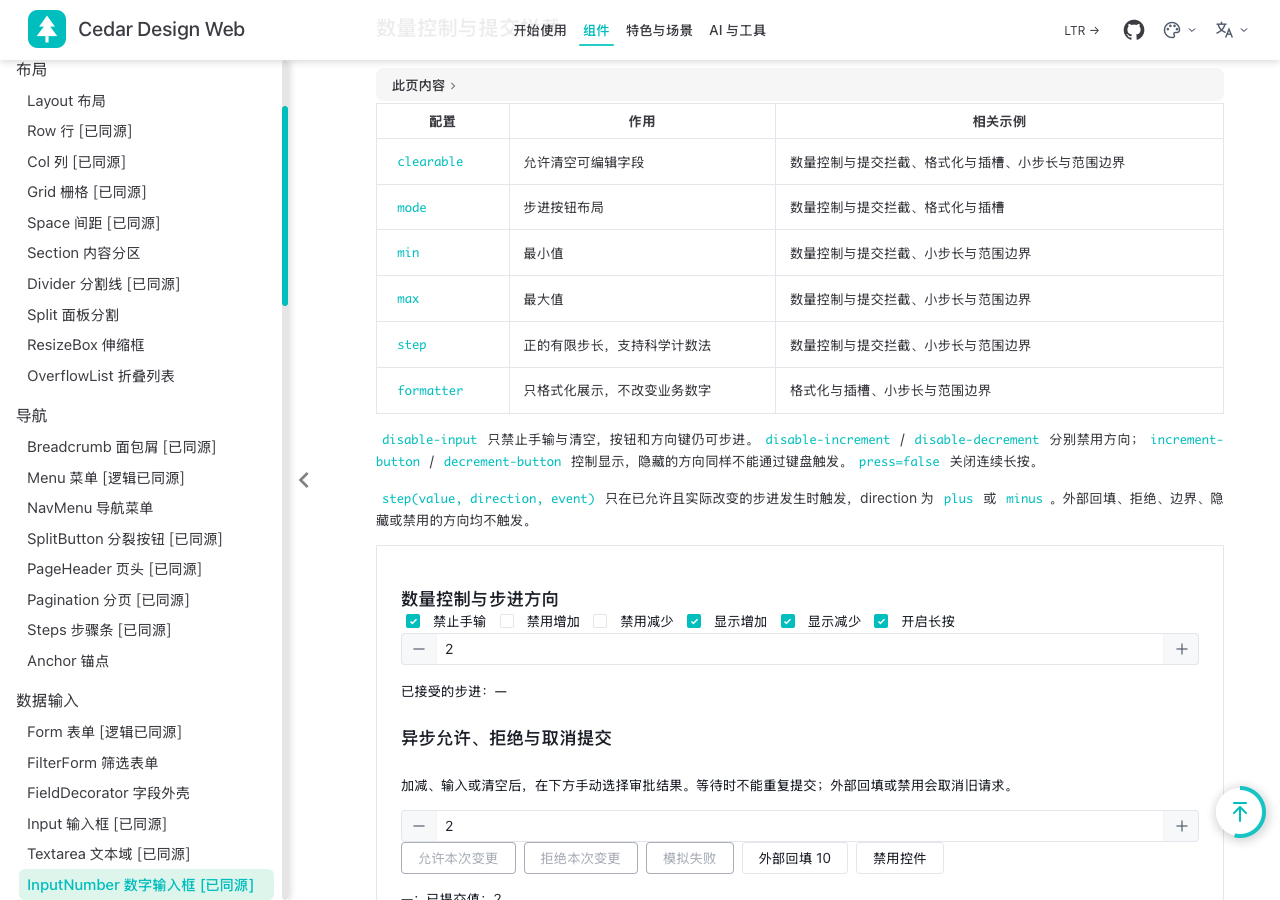 Cedar Design Web
开始使用
组件
特色与场景
AI 与工具
LTR →
数量控制与提交拦截
布局
Layout 布局
Row 行 [已同源]
Col 列 [已同源]
Grid 栅格 [已同源]
Space 间距 [已同源]
Section 内容分区
Divider 分割线 [已同源]
Split 面板分割
ResizeBox 伸缩框
OverflowList 折叠列表
导航
Breadcrumb 面包屑 [已同源]
Menu 菜单 [逻辑已同源]
NavMenu 导航菜单
SplitButton 分裂按钮 [已同源]
PageHeader 页头 [已同源]
Pagination 分页 [已同源]
Steps 步骤条 [已同源]
Anchor 锚点
数据输入
Form 表单 [逻辑已同源]
FilterForm 筛选表单
FieldDecorator 字段外壳
Input 输入框 [已同源]
Textarea 文本域 [已同源]
InputNumber 数字输入框 [已同源]
此页内容 ›
配置 作用 相关示例
clearable 允许清空可编辑字段 数量控制与提交拦截、格式化与插槽、小步长与范围边界
mode 步进按钮布局 数量控制与提交拦截、格式化与插槽
min 最小值 数量控制与提交拦截、小步长与范围边界
max 最大值 数量控制与提交拦截、小步长与范围边界
step 正的有限步长，支持科学计数法 数量控制与提交拦截、小步长与范围边界
formatter 只格式化展示，不改变业务数字 格式化与插槽、小步长与范围边界
disable-input 只禁止手输与清空，按钮和方向键仍可步进。 disable-increment / disable-decrement 分别禁用方向； increment-
button / decrement-button 控制显示，隐藏的方向同样不能通过键盘触发。 press=false 关闭连续长按。
step(value, direction, event) 只在已允许且实际改变的步进发生时触发，direction 为 plus 或 minus 。外部回填、拒绝、边界、隐
藏或禁用的方向均不触发。
数量控制与步进方向
禁止手输 禁用增加 禁用减少 显示增加 显示减少 开启长按
2
已接受的步进：—
异步允许、拒绝与取消提交
加减、输入或清空后，在下方手动选择审批结果。等待时不能重复提交；外部回填或禁用会取消旧请求。
2
允许本次变更 拒绝本次变更 模拟失败 外部回填 10 禁用控件
—；已提交值：2